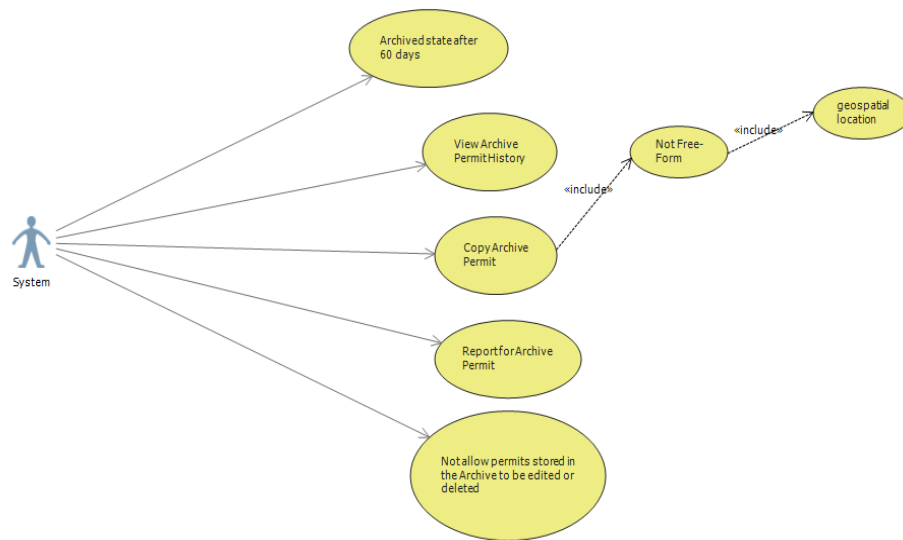 Archived state after
60 days
View Archive
Permit History
Not Free-
Form
geospatial
location
«include»
«include»
Copy Archive
Permit
System
Report for Archive
Permit
Not allow permits stored in
the Archive to be edited or
deleted